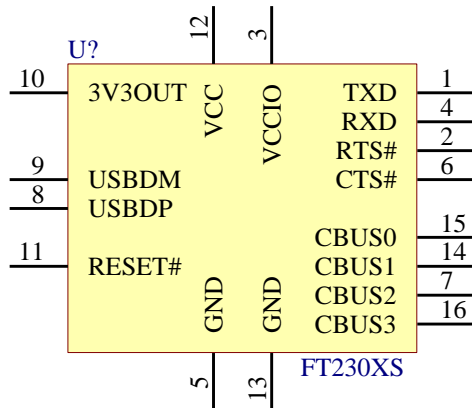 12 3
U?
10 3V3OUT VCC VCCIO TXD 1
RXD 4
RTS# 2
9 USBDM CTS# 6
8 USBDP
CBUS0 15
11 RESET# CBUS1 14
GND GND CBUS2 7
CBUS3 16
FT230XS
5 13